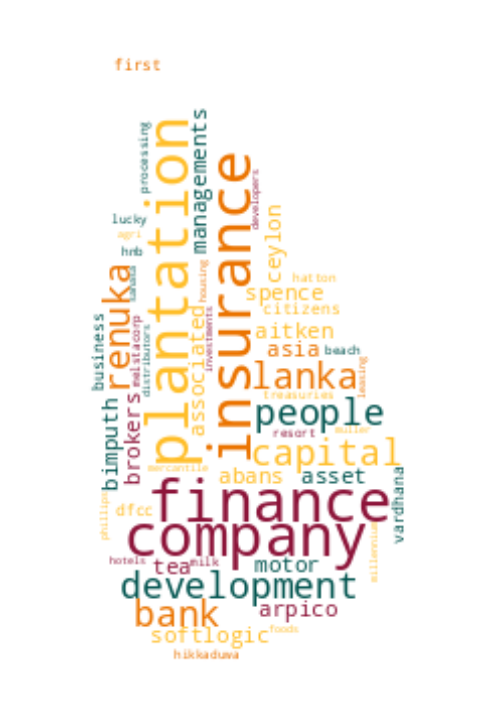 first
processing
plantation
managements
insurance
developers
lucky
agri
hnb
sanasa
renuka
housing
ceylon
hatton
spence
citizens
business
melstacorp
distributors
associated
investments
aitken
asia
beach
lanka
leasing
brokers
treasuries
people
bimputh
resort
muller
capital
mercantile
abans
asset
vardhana
phillips
finance
dfcc
company
millennium
hotels
tea
milk
motor
development
bank
arpico
softlogic
foods
hikkaduwa